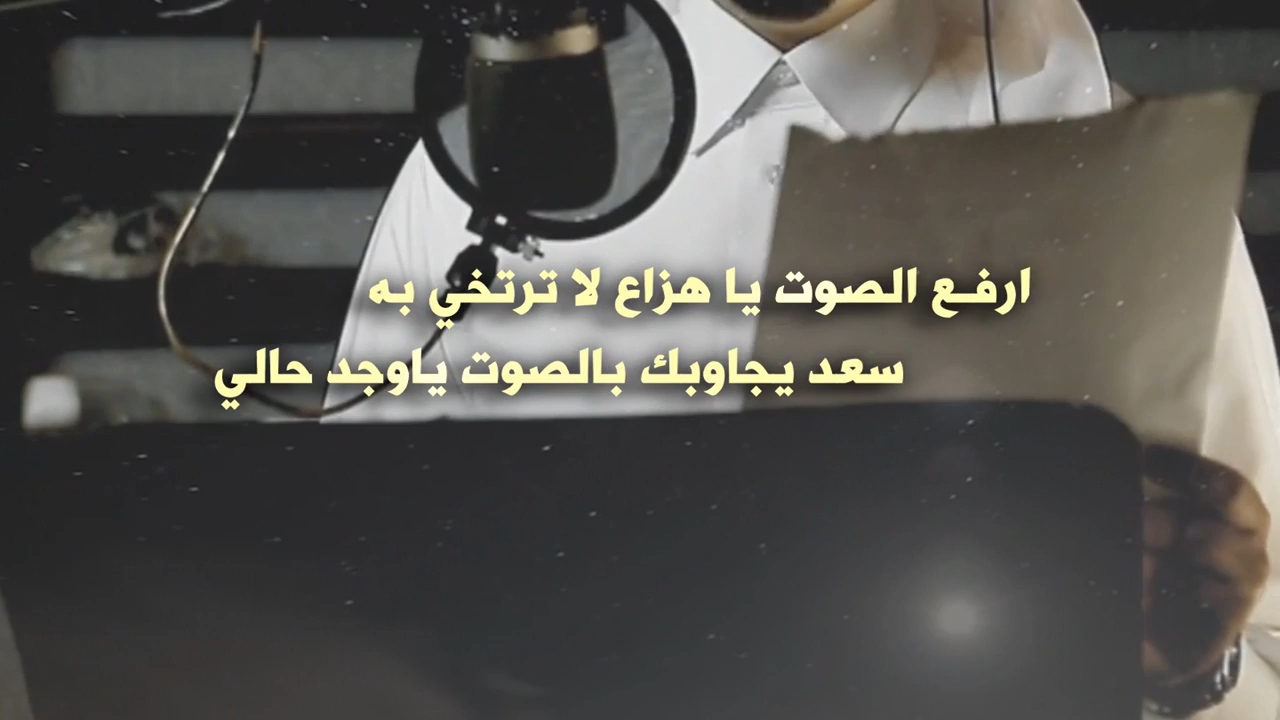 ارفع الصوت يا هزاع لا ترتخي به
سعد يجاوبك بالصوت ياوجد حالي